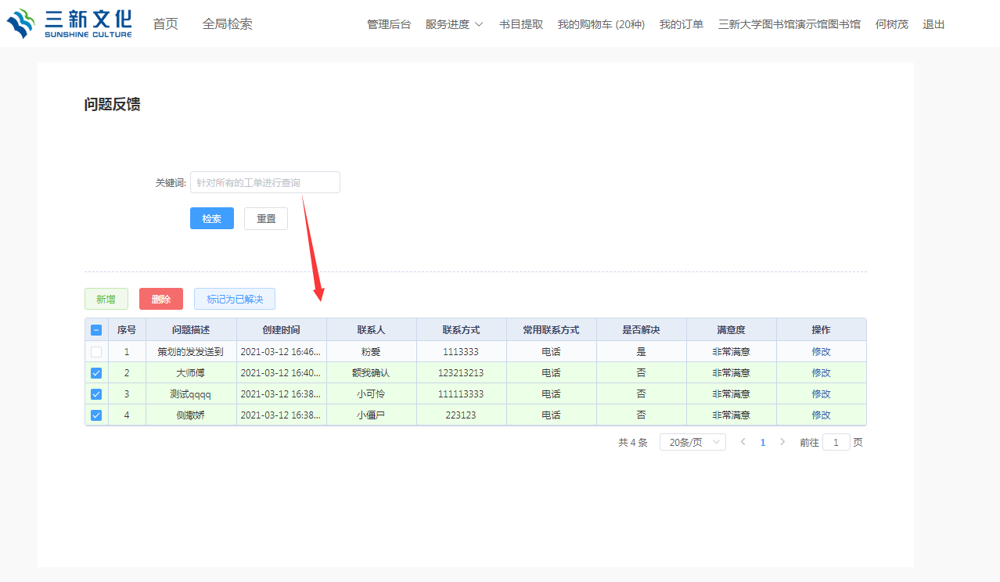 三新文化
SUNSHINE CULTURE
首页 全局检索 管理后台 服务进度 书目提取 我的购物车 (20种) 我的订单 三新大学图书馆演示馆图书馆 何树茂 退出
问题反馈
关键词: 针对所有的工单进行查询
检索 重置
新增 删除 标记为已解决
序号 问题描述 创建时间 联系人 联系方式 常用联系方式 是否解决 满意度 操作
1 策划的发发送到 2021-03-12 16:46... 粉爱 1113333 电话 是 非常满意 修改
2 大师傅 2021-03-12 16:40... 额我确认 123213213 电话 否 非常满意 修改
3 测试qqqq 2021-03-12 16:38... 小可怜 111113333 电话 否 非常满意 修改
4 侧撒娇 2021-03-12 16:38... 小僵尸 223123 电话 否 非常满意 修改
共 4 条 20条/页 1 前往 1 页